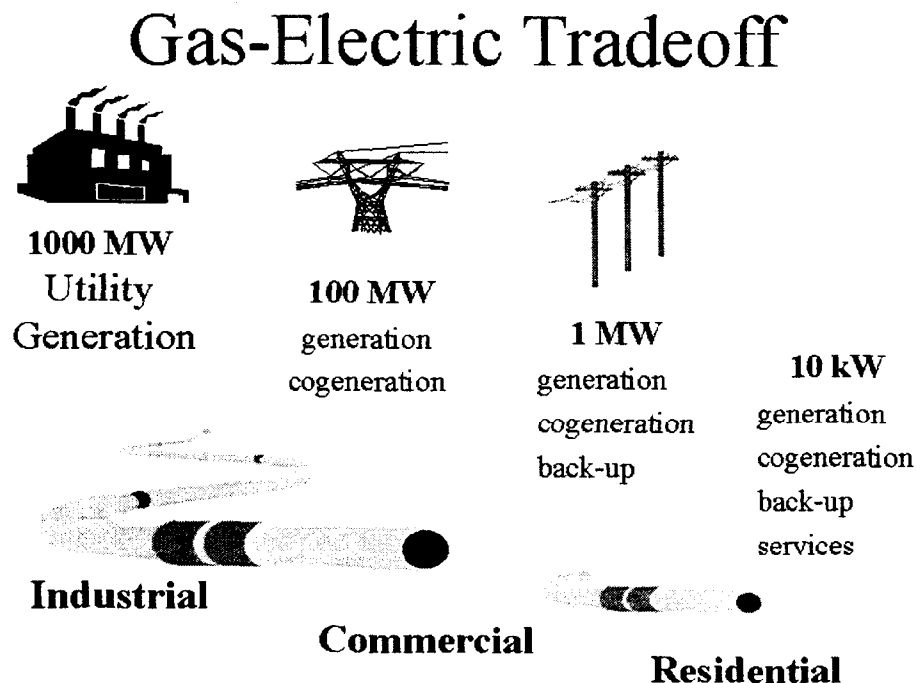 Gas-Electric Tradeoff
1000 MW
Utility
Generation
100 MW
generation
cogeneration
1 MW
generation
cogeneration
back-up
10 kW
generation
cogeneration
back-up
services
Industrial
Commercial
Residential